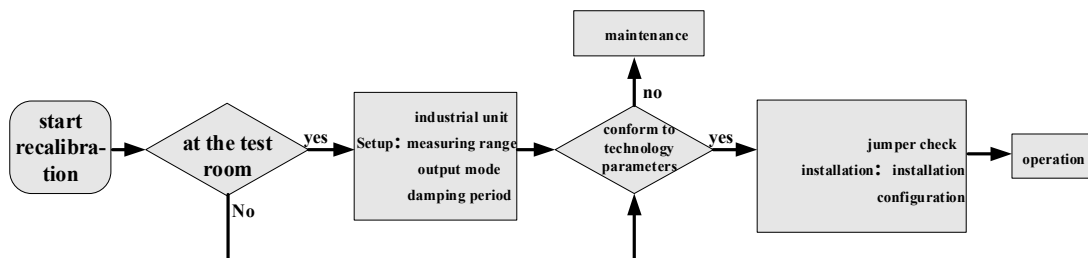 start
recalibra-
tion
at the test
room
yes
No
industrial unit
Setup: measuring range
output mode
damping period
maintenance
no
conform to
technology
parameters
yes
jumper check
installation: installation
configuration
operation